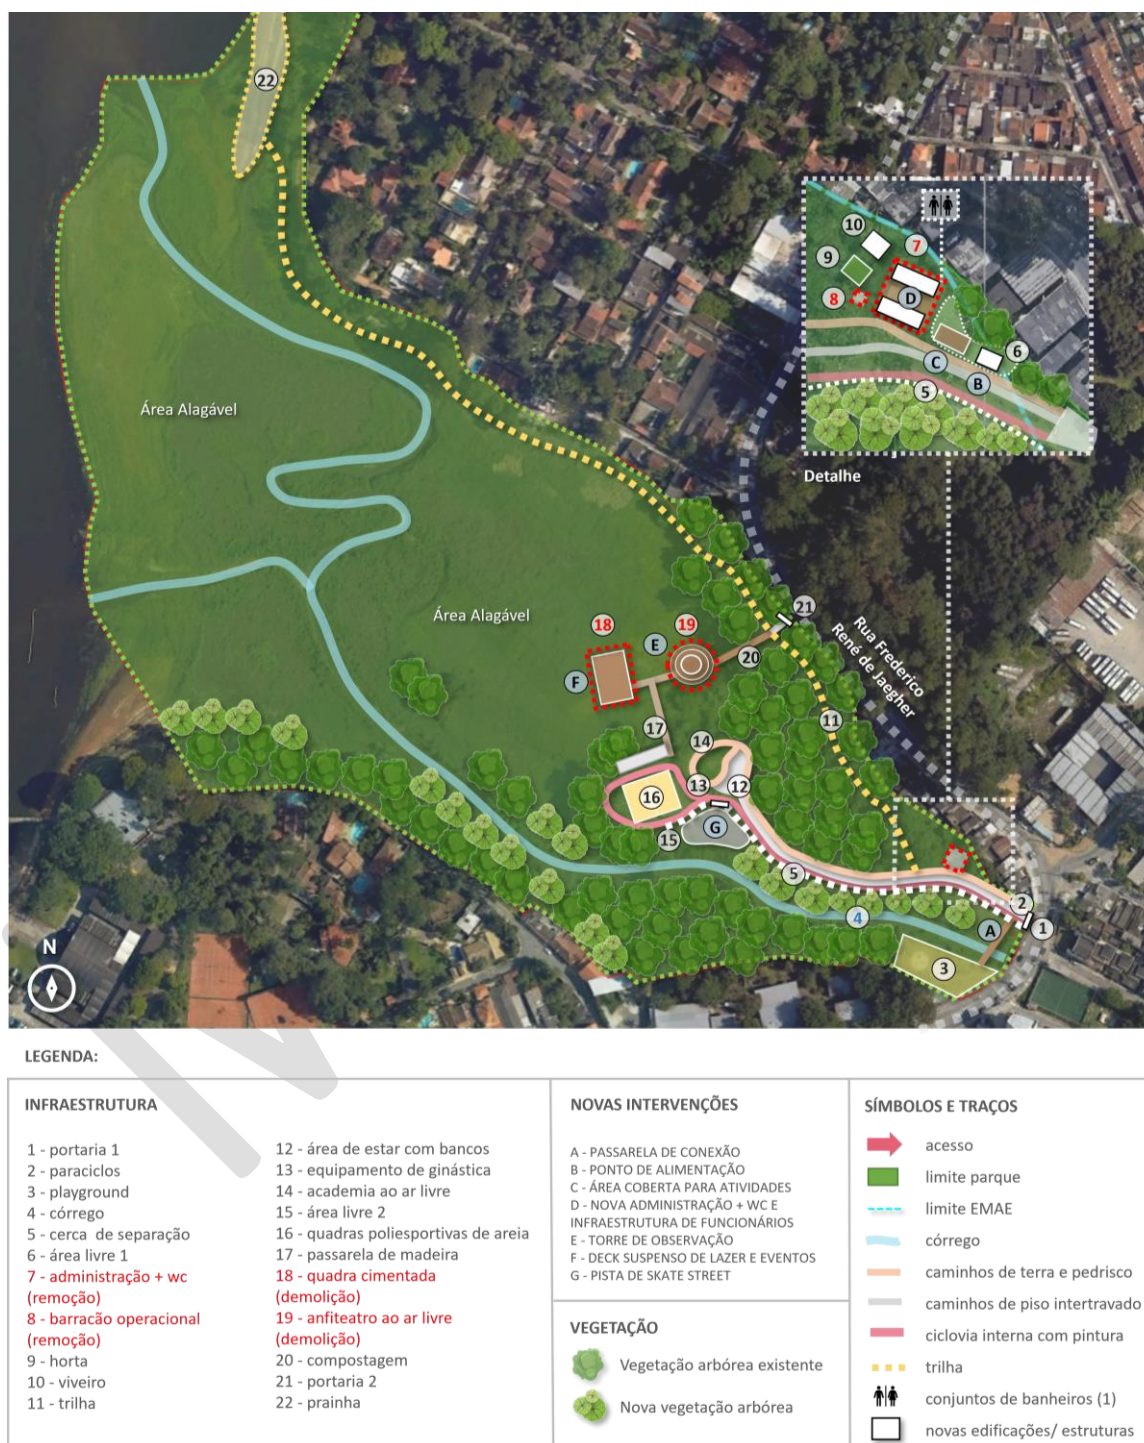 22
10
7
9
8
D
6
C
B
5
Detalhe
Área Alagável
Área Alagável
21
18
19
E
20
F
Rua Frederico
René de Jaegher
17
14
11
13
12
16
15
G
5
4
2
A
1
3
N
LEGENDA:
INFRAESTRUTURA
1 - portaria 1
2 - paraciclos
3 - playground
4 - córrego
5 - cerca de separação
6 - área livre 1
7 - administração + wc
(remoção)
8 - barracão operacional
(remoção)
9 - horta
10 - viveiro
11 - trilha
12 - área de estar com bancos
13 - equipamento de ginástica
14 - academia ao ar livre
15 - área livre 2
16 - quadras poliesportivas de areia
17 - passarela de madeira
18 - quadra cimentada
(demolição)
19 - anfiteatro ao ar livre
(demolição)
20 - compostagem
21 - portaria 2
22 - prainha
NOVAS INTERVENÇÕES
A - PASSARELA DE CONEXÃO
B - PONTO DE ALIMENTAÇÃO
C - ÁREA COBERTA PARA ATIVIDADES
D - NOVA ADMINISTRAÇÃO + WC E
INFRAESTRUTURA DE FUNCIONÁRIOS
E - TORRE DE OBSERVAÇÃO
F - DECK SUSPENSO DE LAZER E EVENTOS
G - PISTA DE SKATE STREET
VEGETAÇÃO
Vegetação arbórea existente
Nova vegetação arbórea
SÍMBOLOS E TRAÇOS
acesso
limite parque
limite EMAE
córrego
caminhos de terra e pedrisco
caminhos de piso intertravado
ciclovia interna com pintura
trilha
conjuntos de banheiros (1)
novas edificações/ estruturas